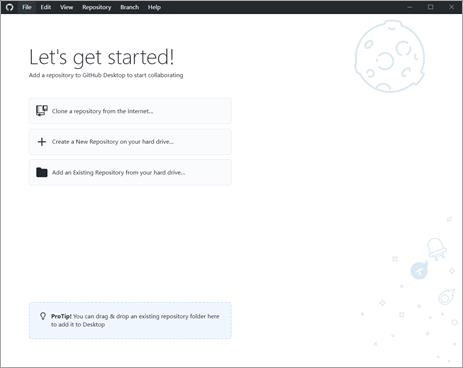 File Edit View Repository Branch Help
Let's get started!
Add a repository to GitHub Desktop to start collaborating
Clone a repository from the Internet...
Create a New Repository on your hard drive...
Add an Existing Repository from your hard drive...
ProTip! You can drag & drop an existing repository folder here
to add it to Desktop